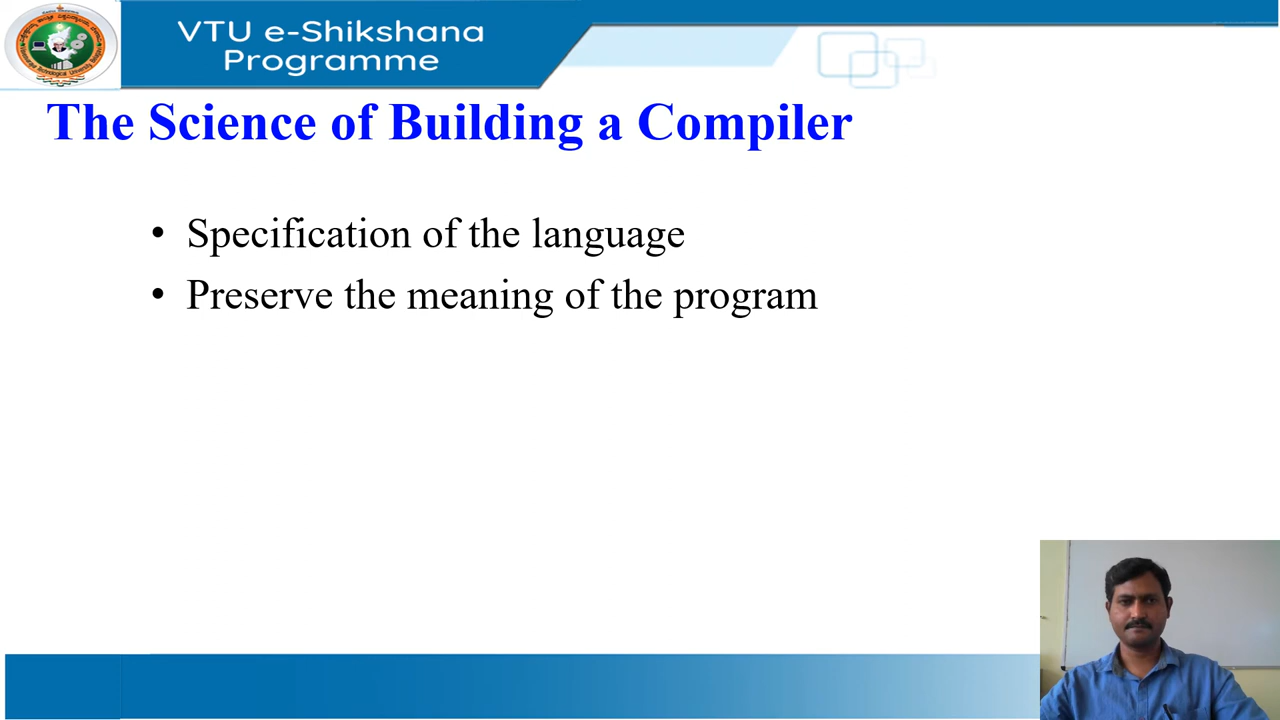 VTU e-Shikshana
Programme
The Science of Building a Compiler
• Specification of the language
• Preserve the meaning of the program